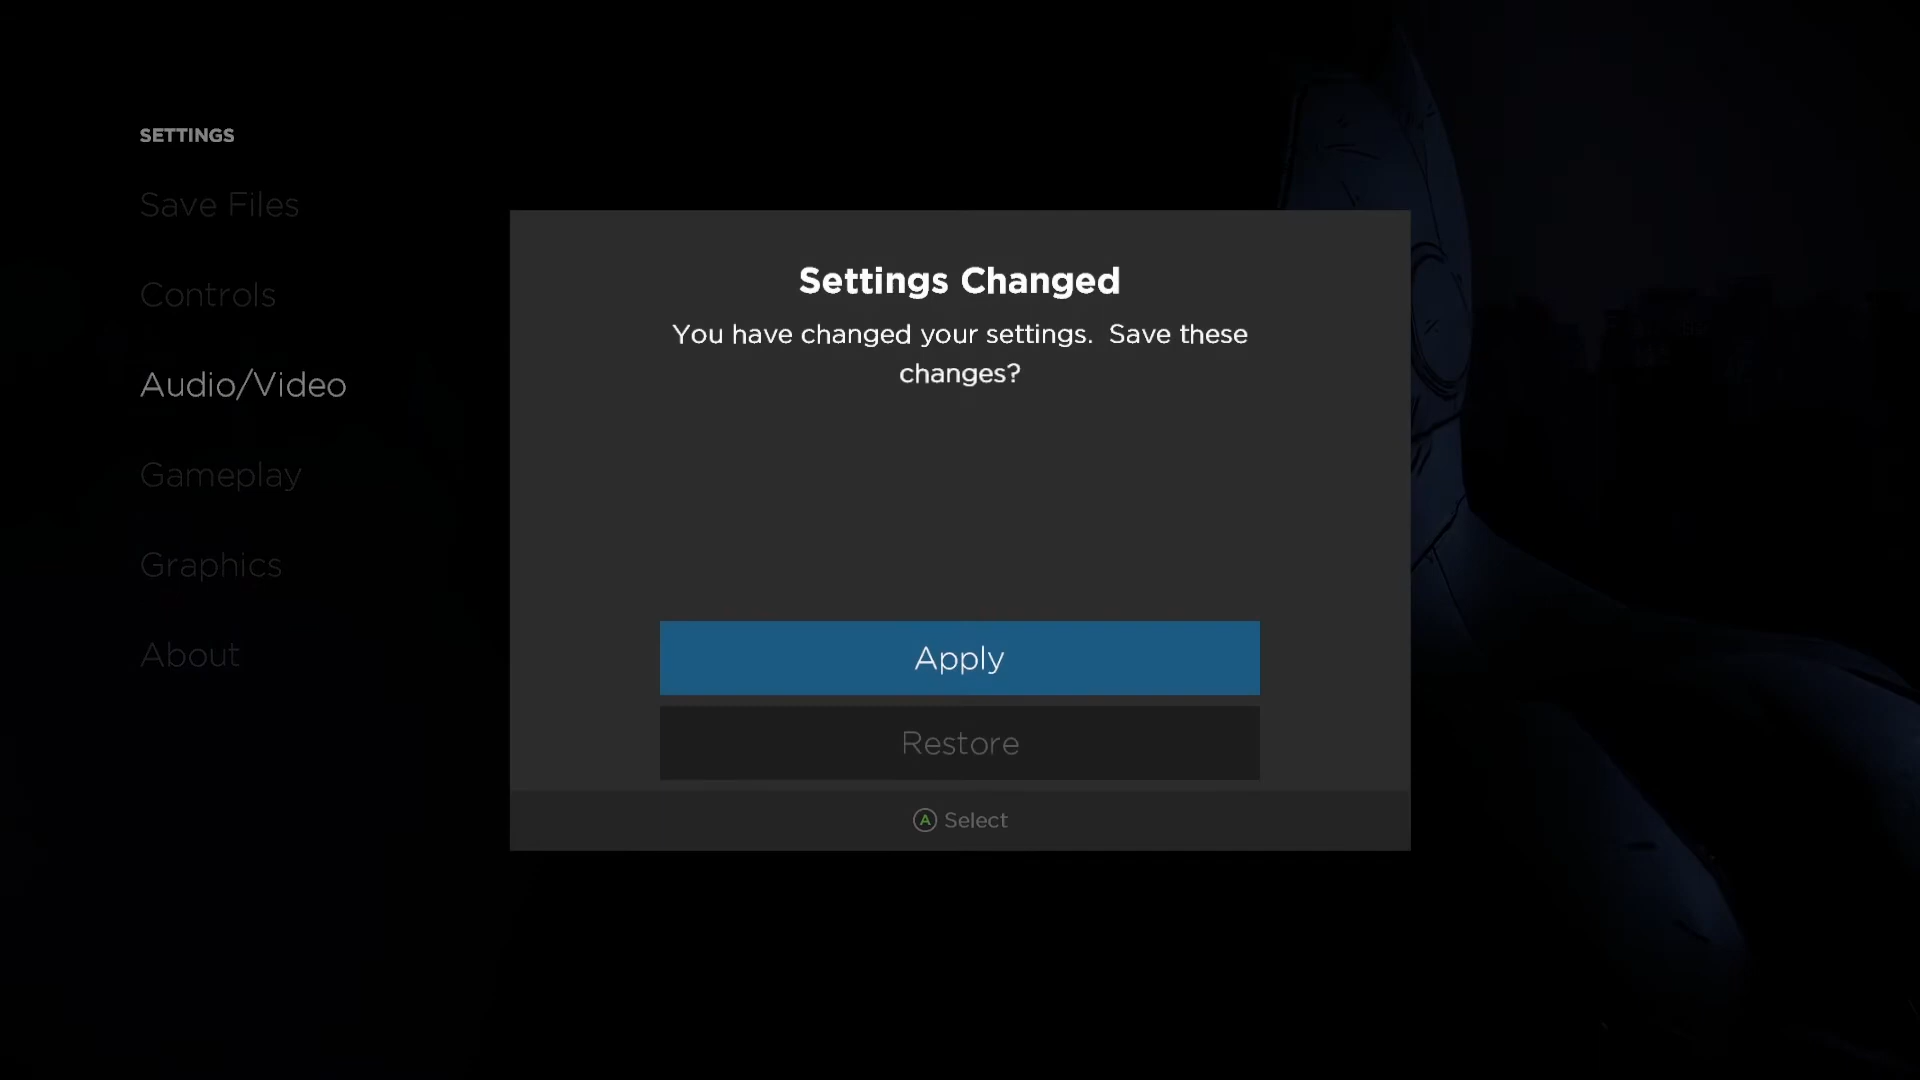 SETTINGS
Save Files
Controls
Audio/Video
Gameplay
Graphics
About
Settings Changed
You have changed your settings.  Save these
changes?
Apply
Restore
A Select